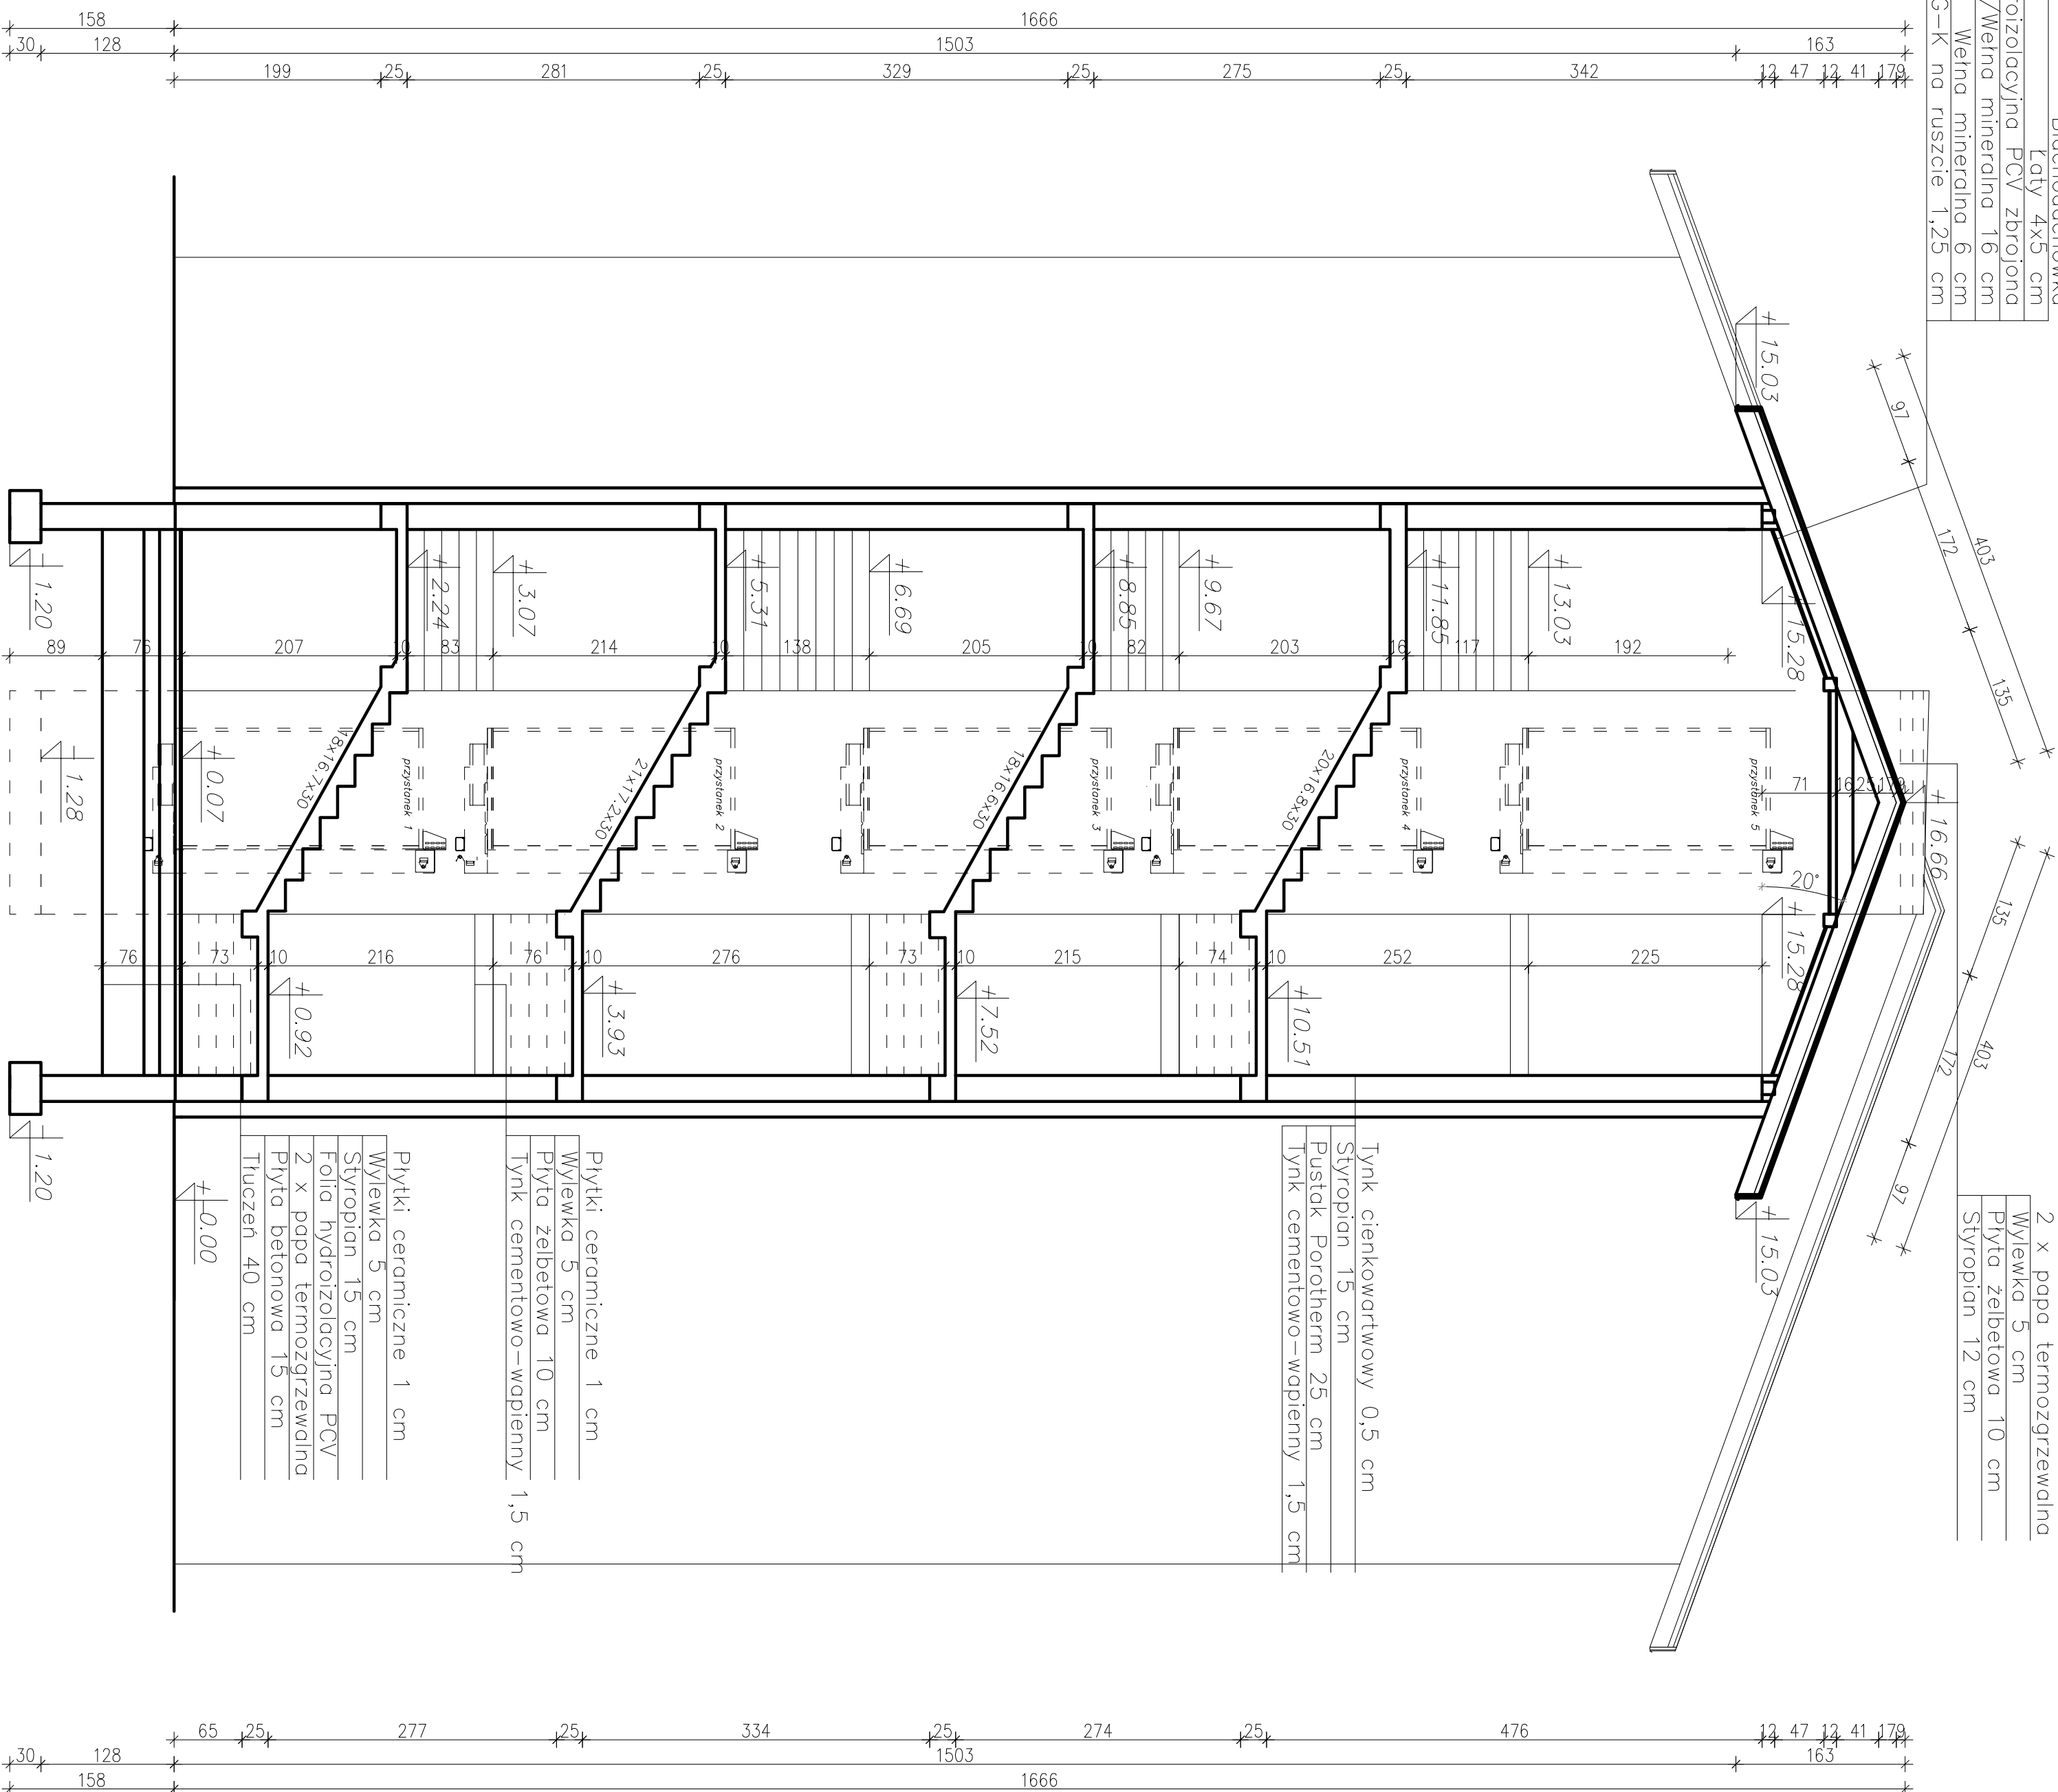 Łaty 4x5 cm
PCV zbrojona
/Wełna mineralna 16 cm
Wełna mineralna 6 cm
G-K na ruszcie 1,25 cm
2 x papa termozgrzewalna
Wylewka 5 cm
Płyta żelbetowa 10 cm
Styropian 12 cm
Tynk cienkowartwowy 0,5 cm
Styropian 15 cm
Pustak Porotherm 25 cm
Tynk cementowo-wapienny 1,5 cm
Płytki ceramiczne 1 cm
Wylewka 5 cm
Płyta żelbetowa 10 cm
Tynk cementowo-wapienny 1,5 cm
Płytki ceramiczne 1 cm
Wylewka 5 cm
Styropian 15 cm
Folia hydroizolacyjna PCV
2 x papa termozgrzewalna
Płyta betonowa 15 cm
Tłuczeń 40 cm
158 1666
30 128 1503 163
199 25 281 25 329 25 275 25 342 12 47 12 41 17 9
403
97 172 135
403
135 172 97
+ 15.03
+ 15.28
+ 16.66
+ 15.28
+ 15.03
20°
71 16 25 17 9
89 76 207 10 83 214 10 138 205 10 82 203 16 117 192
- 1.20
+ 2.24
+ 3.07
+ 5.31
+ 6.69
+ 8.85
+ 9.67
+ 11.85
+ 13.03
- 1.28
+ 0.07
18x16.7x30
21x17.2x30
18x16.6x30
20x16.8x30
przystanek 1
przystanek 2
przystanek 3
przystanek 4
przystanek 5
76 73 10 216 76 10 276 73 10 215 74 10 252 225
+ 0.92
+ 3.93
+ 7.52
+ 10.51
- 1.20
+ 0.00
65 25 277 25 334 25 274 25 476 12 47 12 41 17 9
30 128 1503 163
158 1666